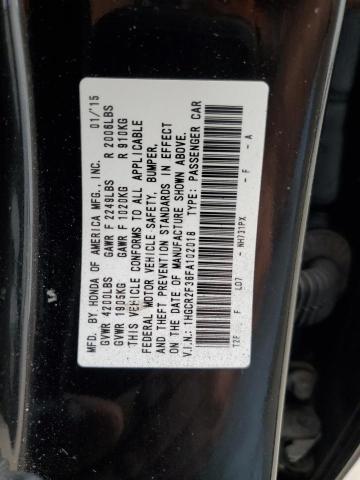 MFD. BY HONDA OF AMERICA MFG., INC. 01/15
GVWR 4200LBS GAWR F 2249LBS R 2006LBS
GVWR 1905KG GAWR F 1020KG R 910KG
THIS VEHICLE CONFORMS TO ALL APPLICABLE
FEDERAL MOTOR VEHICLE SAFETY, BUMPER,
AND THEFT PREVENTION STANDARDS IN EFFECT
ON THE DATE OF MANUFACTURE SHOWN ABOVE.
V.I.N.: 1HGCR2F36FA102018 TYPE: PASSENGER CAR
T2F F LD7 NH731PX - F - A